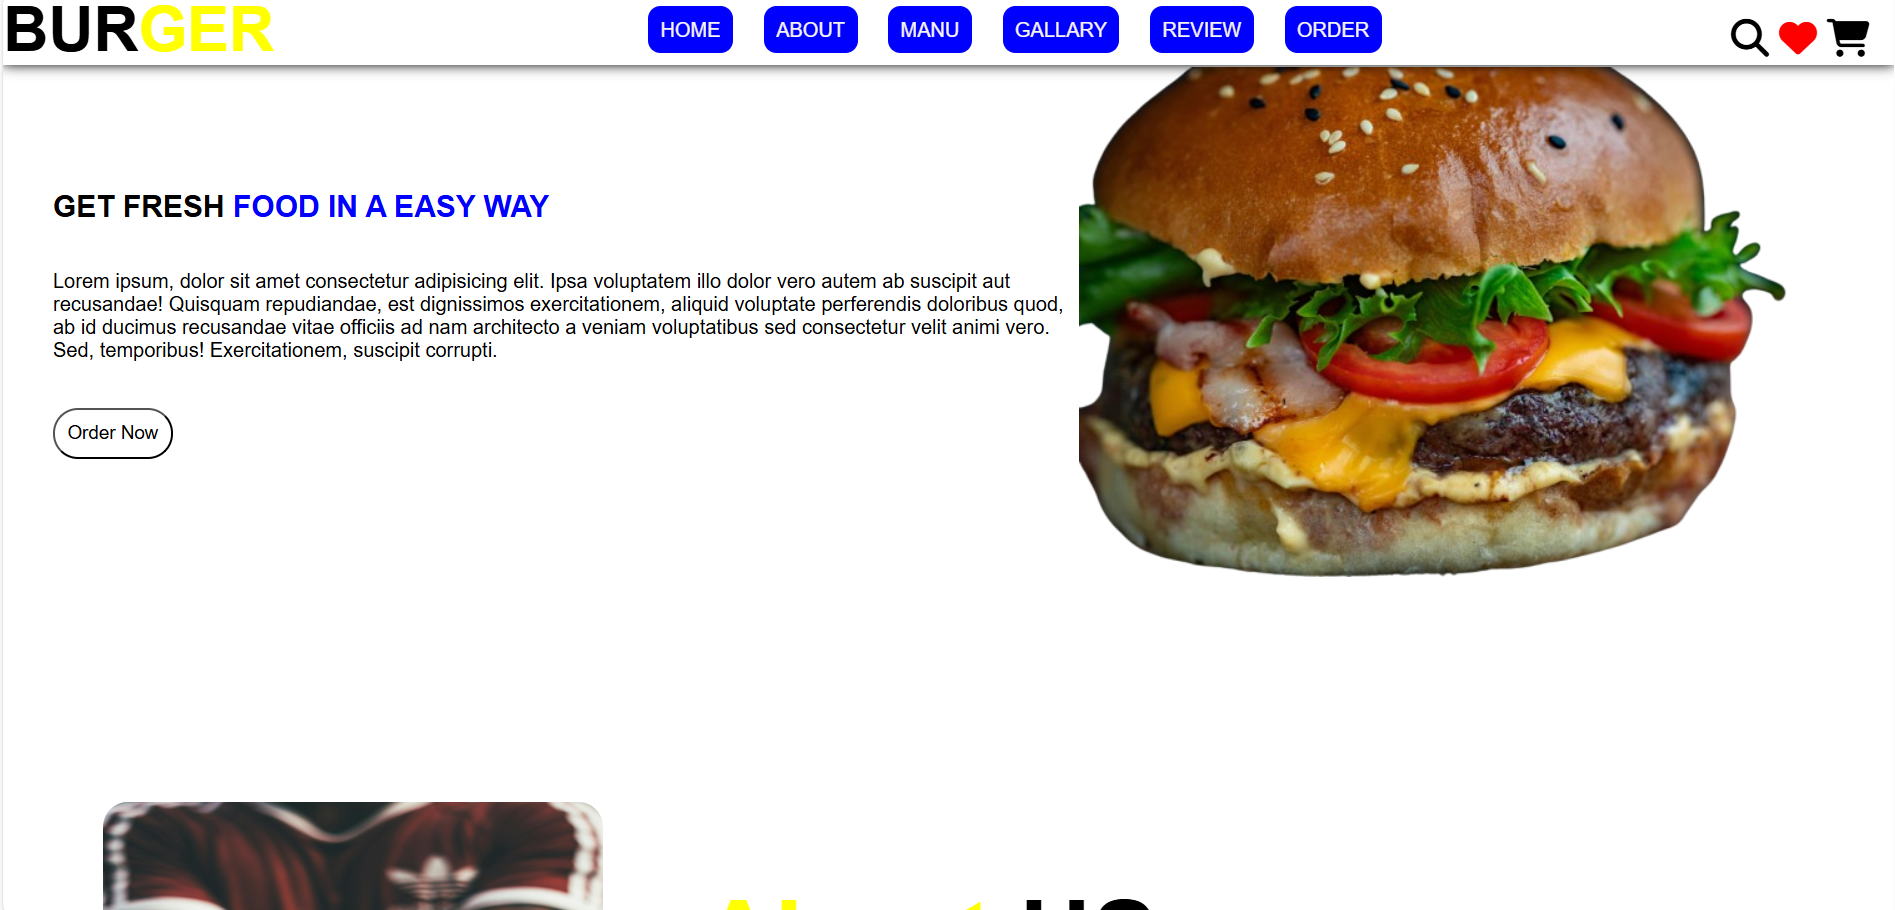 BURGER
HOME ABOUT MANU GALLARY REVIEW ORDER
GET FRESH FOOD IN A EASY WAY
Lorem ipsum, dolor sit amet consectetur adipisicing elit. Ipsa voluptatem illo dolor vero autem ab suscipit aut
recusandae! Quisquam repudiandae, est dignissimos exercitationem, aliquid voluptate perferendis doloribus quod,
ab id ducimus recusandae vitae officiis ad nam architecto a veniam voluptatibus sed consectetur velit animi vero.
Sed, temporibus! Exercitationem, suscipit corrupti.
Order Now